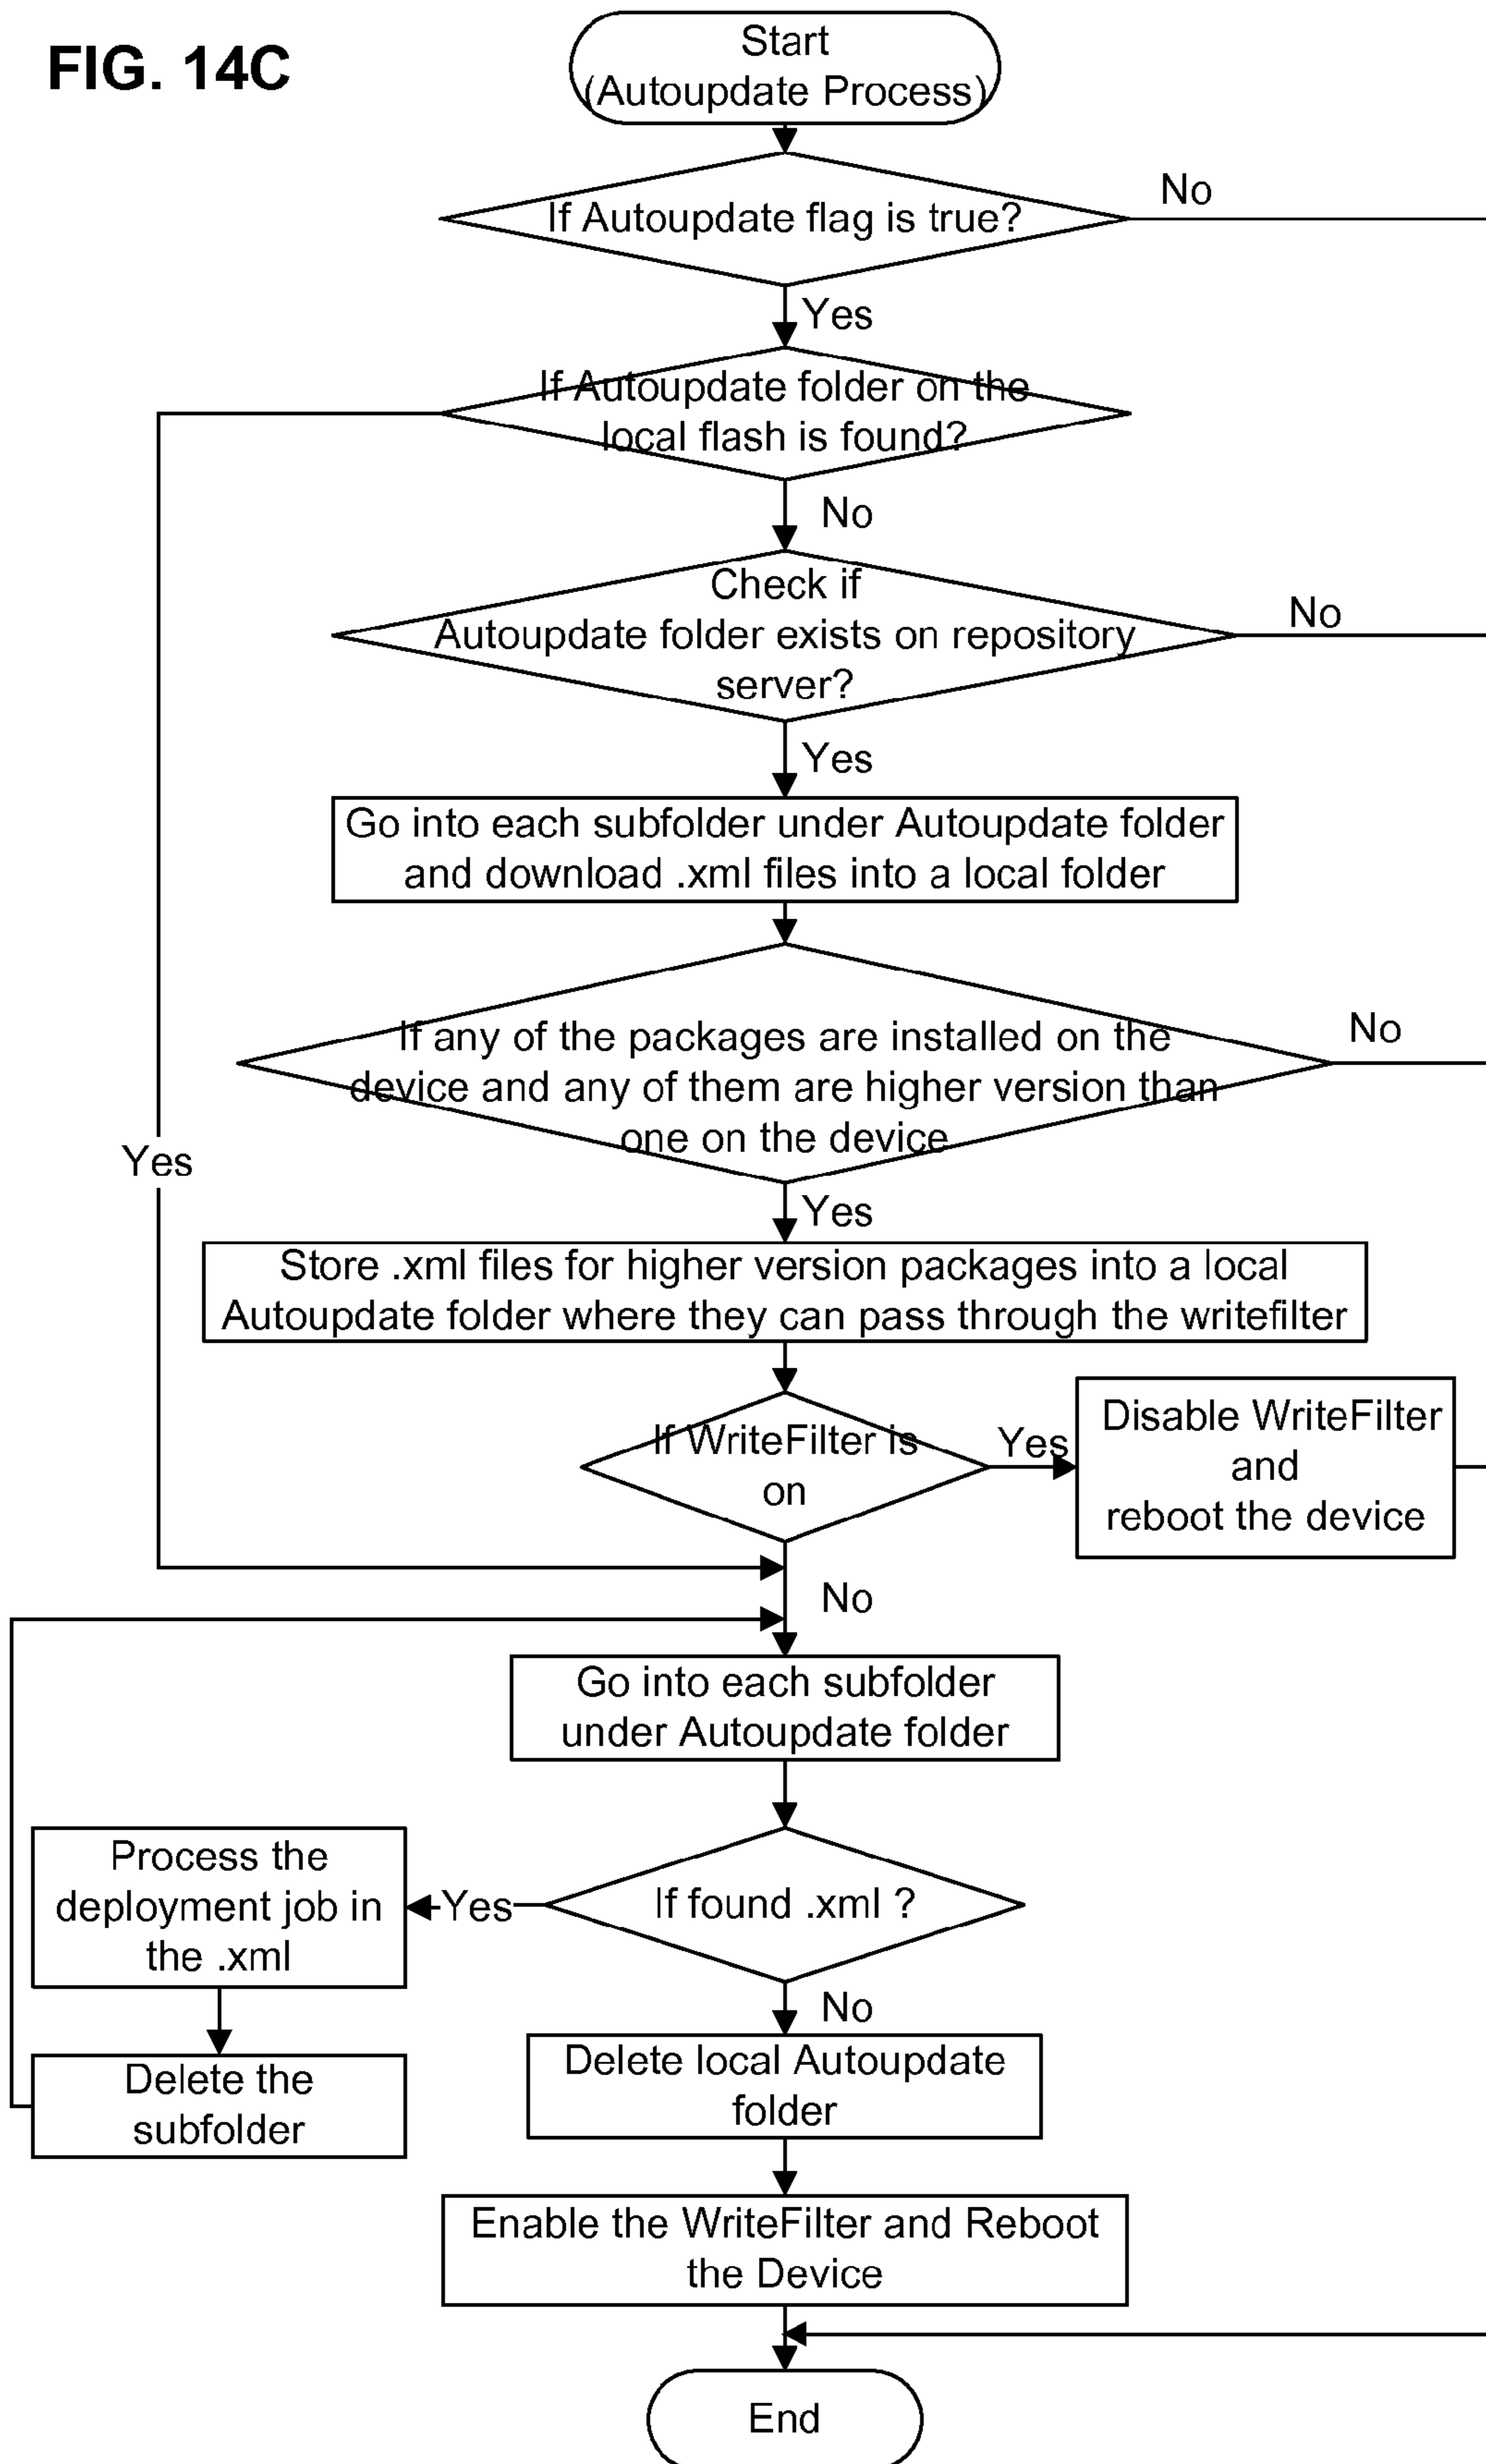 FIG. 14C
Start
(Autoupdate Process)
If Autoupdate flag is true?
No
Yes
If Autoupdate folder on the
local flash is found?
No
Check if
Autoupdate folder exists on repository
server?
No
Yes
Go into each subfolder under Autoupdate folder
and download .xml files into a local folder
If any of the packages are installed on the
device and any of them are higher version than
one on the device
No
Yes
Yes
Store .xml files for higher version packages into a local
Autoupdate folder where they can pass through the writefilter
If WriteFilter is
on
Yes
Disable WriteFilter
and
reboot the device
No
Go into each subfolder
under Autoupdate folder
If found .xml ?
Yes
Process the
deployment job in
the .xml
Delete the
subfolder
No
Delete local Autoupdate
folder
Enable the WriteFilter and Reboot
the Device
End